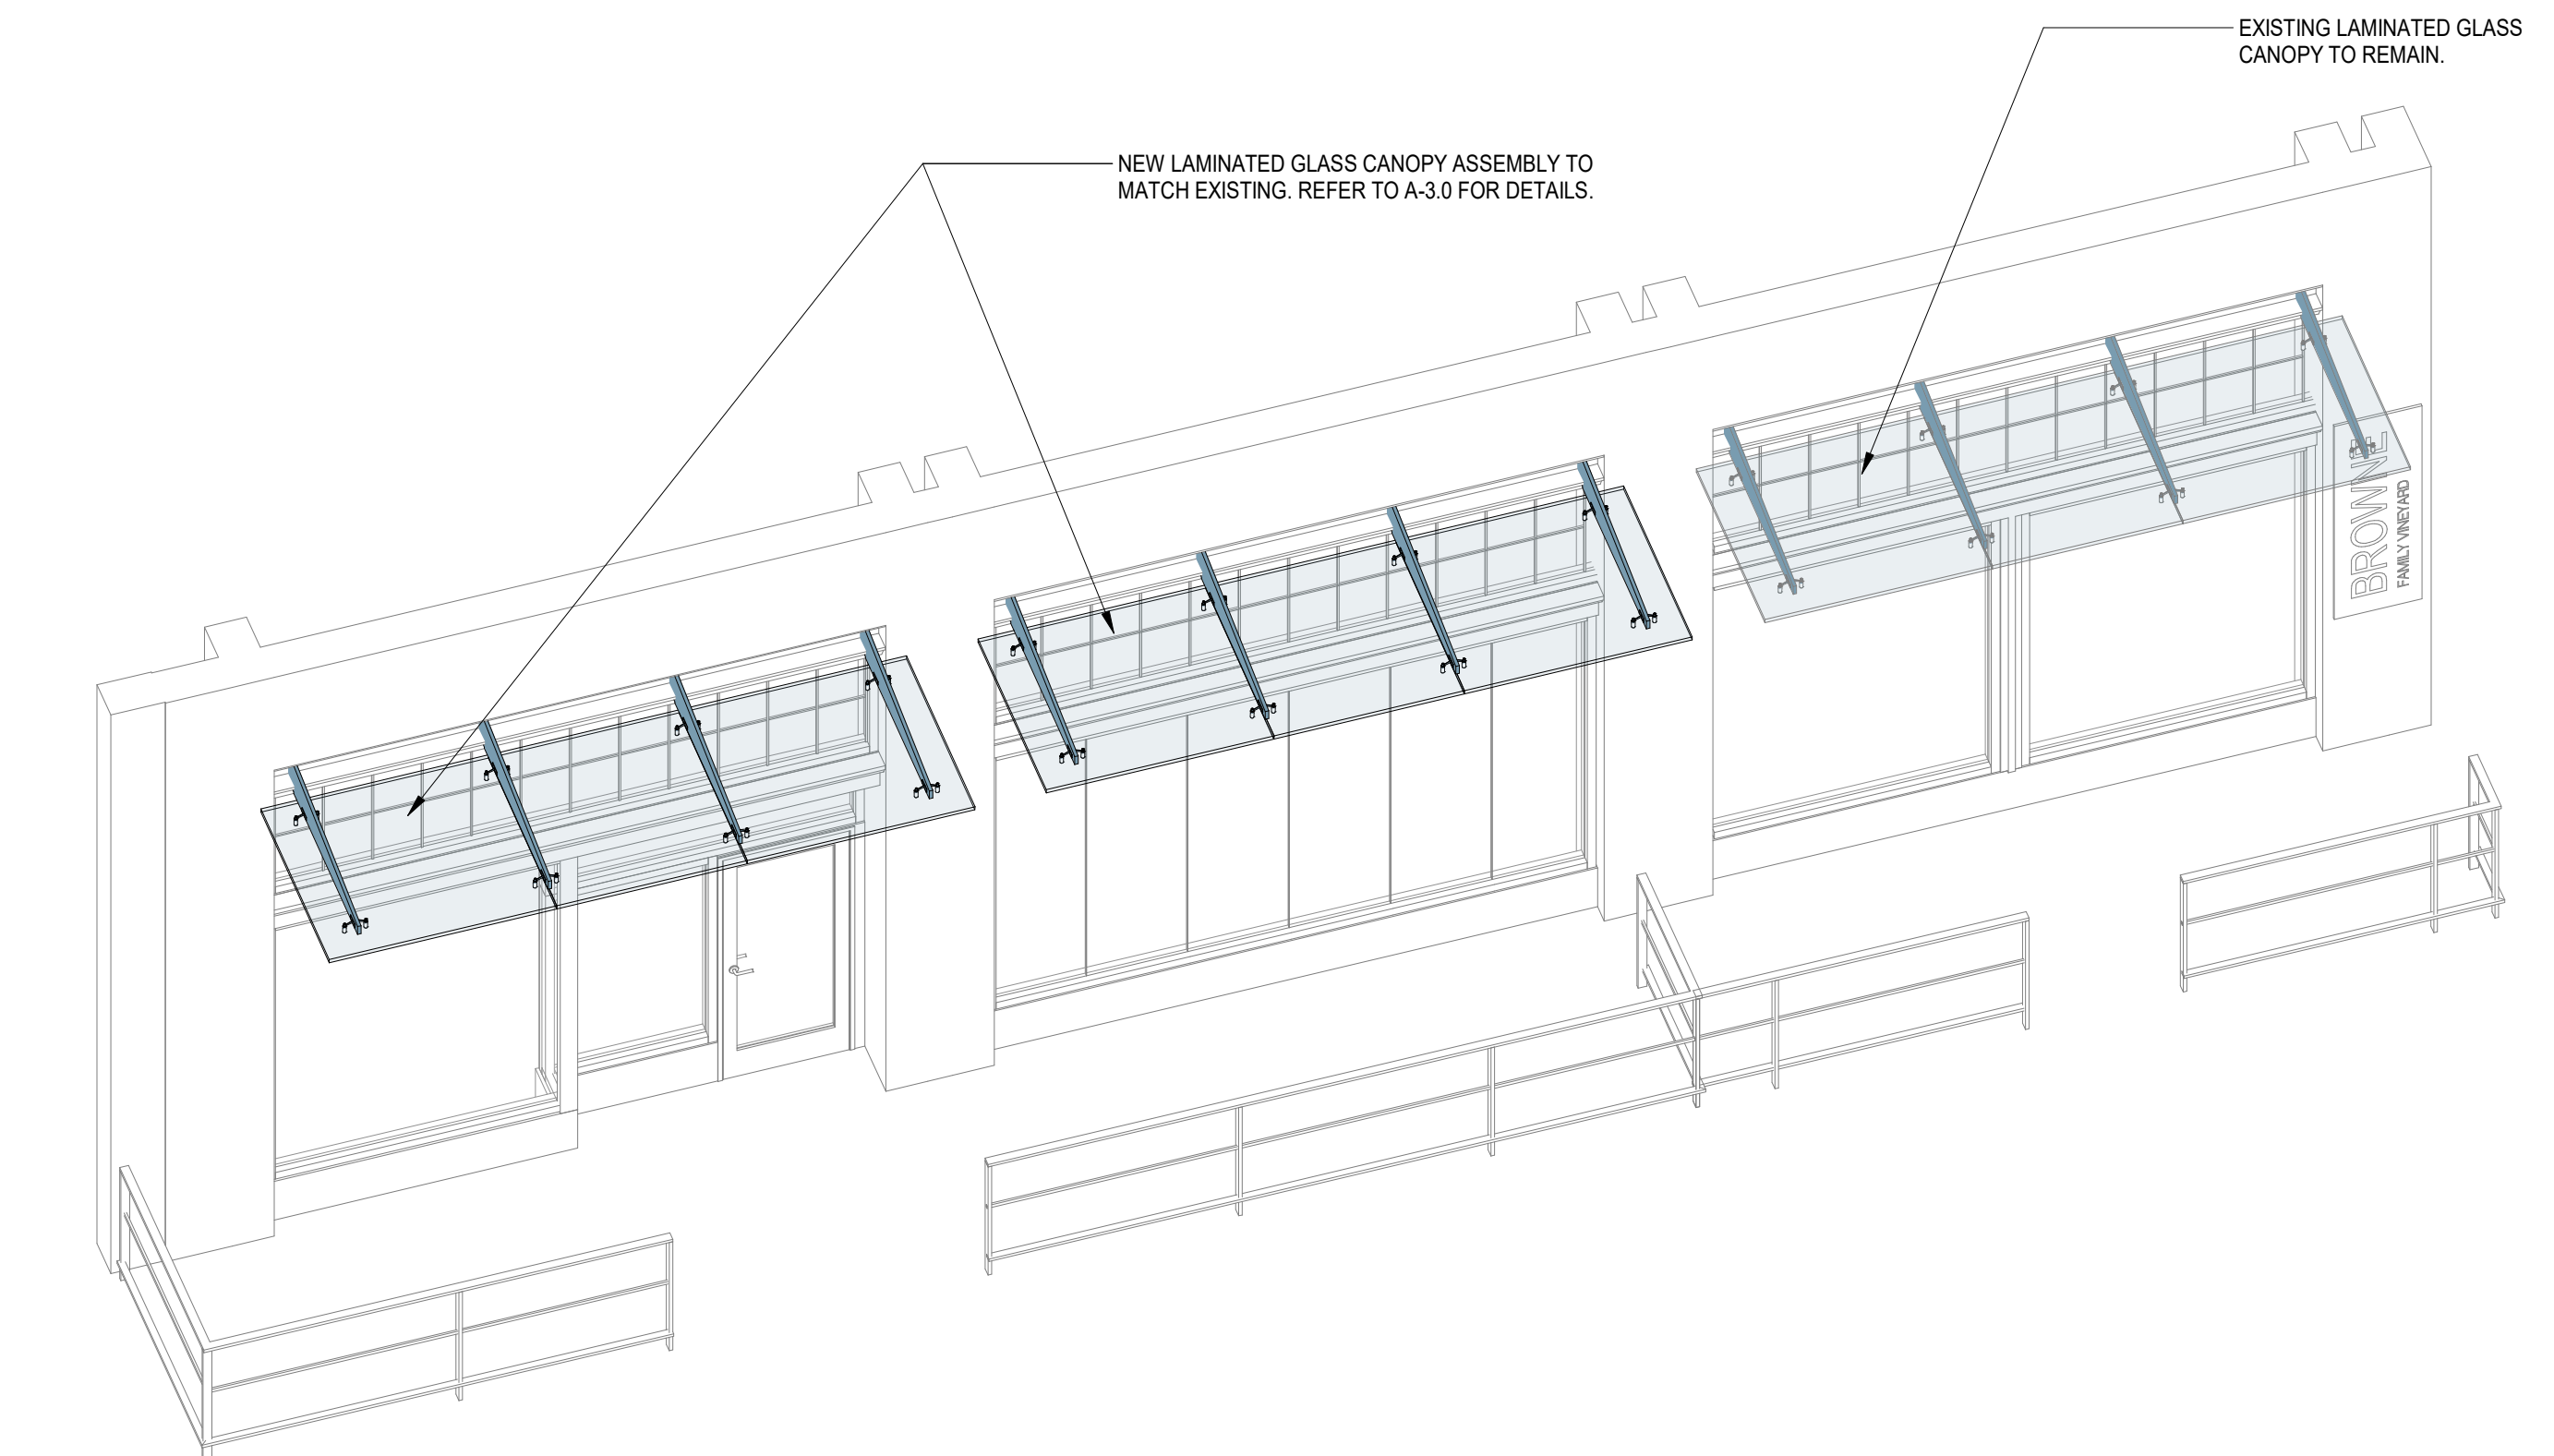 EXISTING LAMINATED GLASS
CANOPY TO REMAIN.
NEW LAMINATED GLASS CANOPY ASSEMBLY TO
MATCH EXISTING. REFER TO A-3.0 FOR DETAILS.
BROWNE
FAMILY VINEYARD